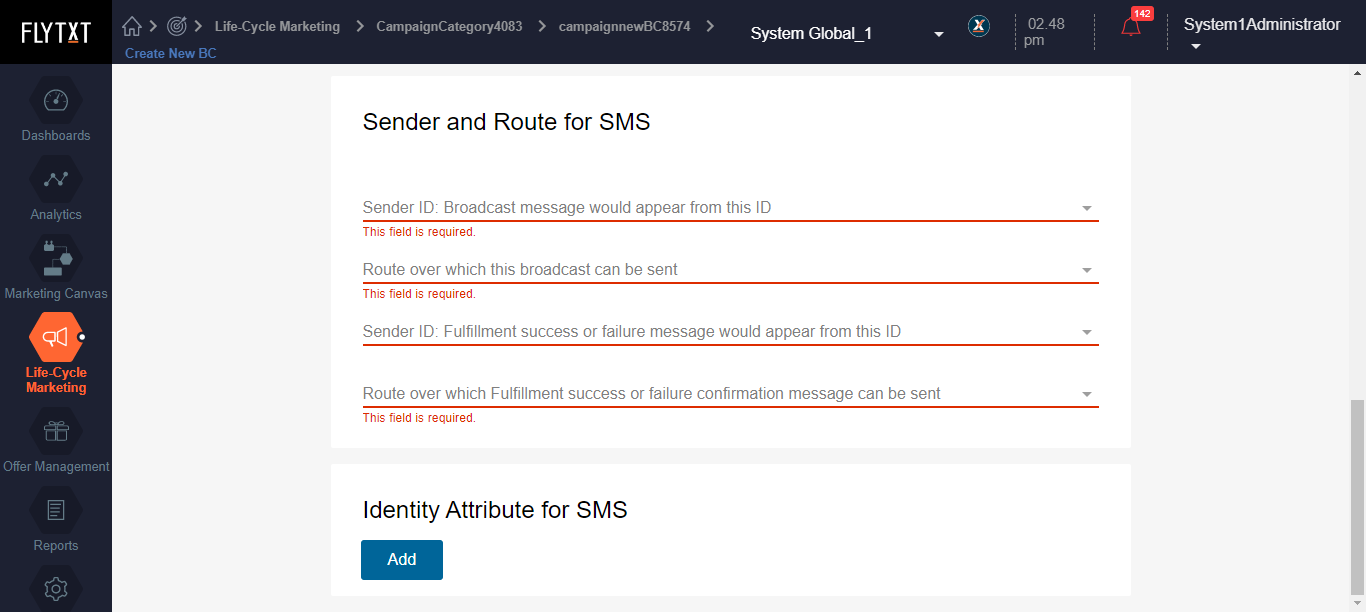 FLYTXT
Life-Cycle Marketing
CampaignCategory4083
campaignnewBC8574
Create New BC
System Global_1
X
02.48
pm
142
System1Administrator
Dashboards
Analytics
Marketing Canvas
Life-Cycle
Marketing
Offer Management
Reports
Sender and Route for SMS
Sender ID: Broadcast message would appear from this ID
This field is required.
Route over which this broadcast can be sent
This field is required.
Sender ID: Fulfillment success or failure message would appear from this ID
Route over which Fulfillment success or failure confirmation message can be sent
This field is required.
Identity Attribute for SMS
Add